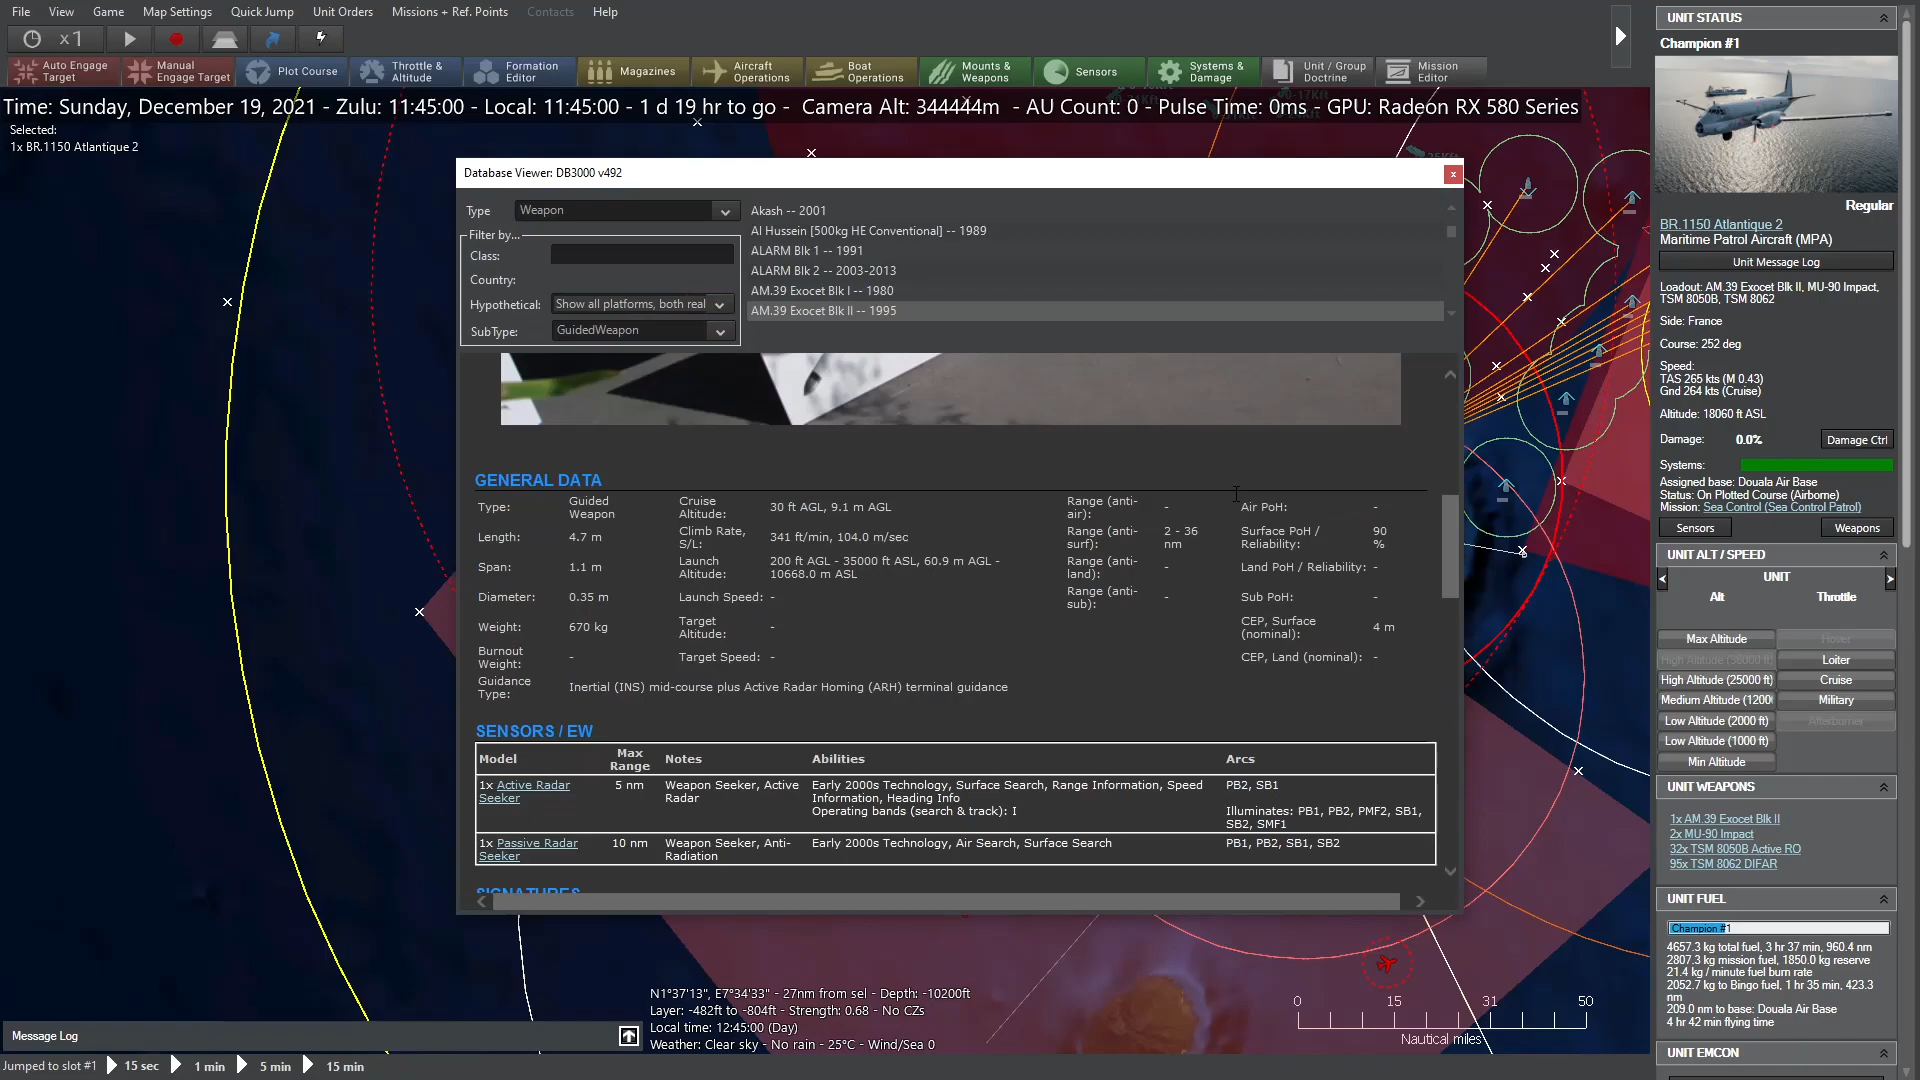 File View Game Map Settings Quick Jump Unit Orders Missions + Ref. Points Contacts Help
x1
Auto Engage Target
Manual Engage Target
Plot Course
Throttle & Altitude
Formation Editor
Magazines
Aircraft Operations
Boat Operations
Mounts & Weapons
Sensors
Systems & Damage
Unit / Group Doctrine
Mission Editor
Time: Sunday, December 19, 2021 - Zulu: 11:45:00 - Local: 11:45:00 - 1 d 19 hr to go - Camera Alt: 344444m - AU Count: 0 - Pulse Time: 0ms - GPU: Radeon RX 580 Series
Selected:
1x BR.1150 Atlantique 2
Database Viewer: DB3000 v492
x
Type Weapon
Filter by...
Class:
Country:
Hypothetical: Show all platforms, both real
SubType: GuidedWeapon
Akash -- 2001
Al Hussein [500kg HE Conventional] -- 1989
ALARM Blk 1 -- 1991
ALARM Blk 2 -- 2003-2013
AM.39 Exocet Blk I -- 1980
AM.39 Exocet Blk II -- 1995
GENERAL DATA
Type: Guided Weapon
Length: 4.7 m
Span: 1.1 m
Diameter: 0.35 m
Weight: 670 kg
Burnout Weight: -
Guidance Type: Inertial (INS) mid-course plus Active Radar Homing (ARH) terminal guidance
Cruise Altitude: 30 ft AGL, 9.1 m AGL
Climb Rate, S/L: 341 ft/min, 104.0 m/sec
Launch Altitude: 200 ft AGL - 35000 ft ASL, 60.9 m AGL - 10668.0 m ASL
Launch Speed: -
Target Altitude: -
Target Speed: -
Range (anti-air): -
Range (anti-surf): 2 - 36 nm
Range (anti-land): -
Range (anti-sub): -
Air PoH: -
Surface PoH / Reliability: 90 %
Land PoH / Reliability: -
Sub PoH: -
CEP, Surface (nominal): 4 m
CEP, Land (nominal): -
SENSORS / EW
Model Max Range Notes Abilities Arcs
1x Active Radar Seeker
5 nm
Weapon Seeker, Active Radar
Early 2000s Technology, Surface Search, Range Information, Speed Information, Heading Info
Operating bands (search & track): I
PB2, SB1
Illuminates: PB1, PB2, PMF2, SB1, SB2, SMF1
1x Passive Radar Seeker
10 nm
Weapon Seeker, Anti-Radiation
Early 2000s Technology, Air Search, Surface Search
PB1, PB2, SB1, SB2
SIGNATURES
N1°37'13", E7°34'33" - 27nm from sel - Depth: -10200ft
Layer: -482ft to -804ft - Strength: 0.68 - No CZs
Local time: 12:45:00 (Day)
Weather: Clear sky - No rain - 25°C - Wind/Sea 0
0 15 31 50
Nautical miles
Message Log
Jumped to slot #1 15 sec 1 min 5 min 15 min
UNIT STATUS
Champion #1
Regular
BR.1150 Atlantique 2
Maritime Patrol Aircraft (MPA)
Unit Message Log
Loadout: AM.39 Exocet Blk II, MU-90 Impact,
TSM 8050B, TSM 8062
Side: France
Course: 252 deg
Speed:
TAS 265 kts (M 0.43)
Gnd 264 kts (Cruise)
Altitude: 18060 ft ASL
Damage: 0.0% Damage Ctrl
Systems:
Assigned base: Douala Air Base
Status: On Plotted Course (Airborne)
Mission: Sea Control (Sea Control Patrol)
Sensors Weapons
UNIT ALT / SPEED
UNIT
Alt Throttle
Max Altitude Hover
High Altitude (36000 ft) Loiter
High Altitude (25000 ft) Cruise
Medium Altitude (1200 Military
Low Altitude (2000 ft) Afterburner
Low Altitude (1000 ft)
Min Altitude
UNIT WEAPONS
1x AM.39 Exocet Blk II
2x MU-90 Impact
32x TSM 8050B Active RO
95x TSM 8062 DIFAR
UNIT FUEL
Champion #1
4657.3 kg total fuel, 3 hr 37 min, 960.4 nm
2807.3 kg mission fuel, 1850.0 kg reserve
21.4 kg / minute fuel burn rate
2052.7 kg to Bingo fuel, 1 hr 35 min, 423.3
nm
209.0 nm to base: Douala Air Base
4 hr 42 min flying time
UNIT EMCON